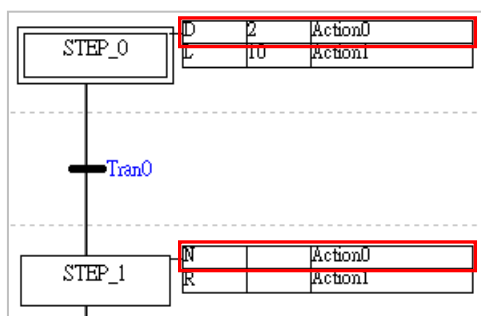 STEP_0 D 2 Action0
L 10 Action1
Tran0
STEP_1 N Action0
R Action1